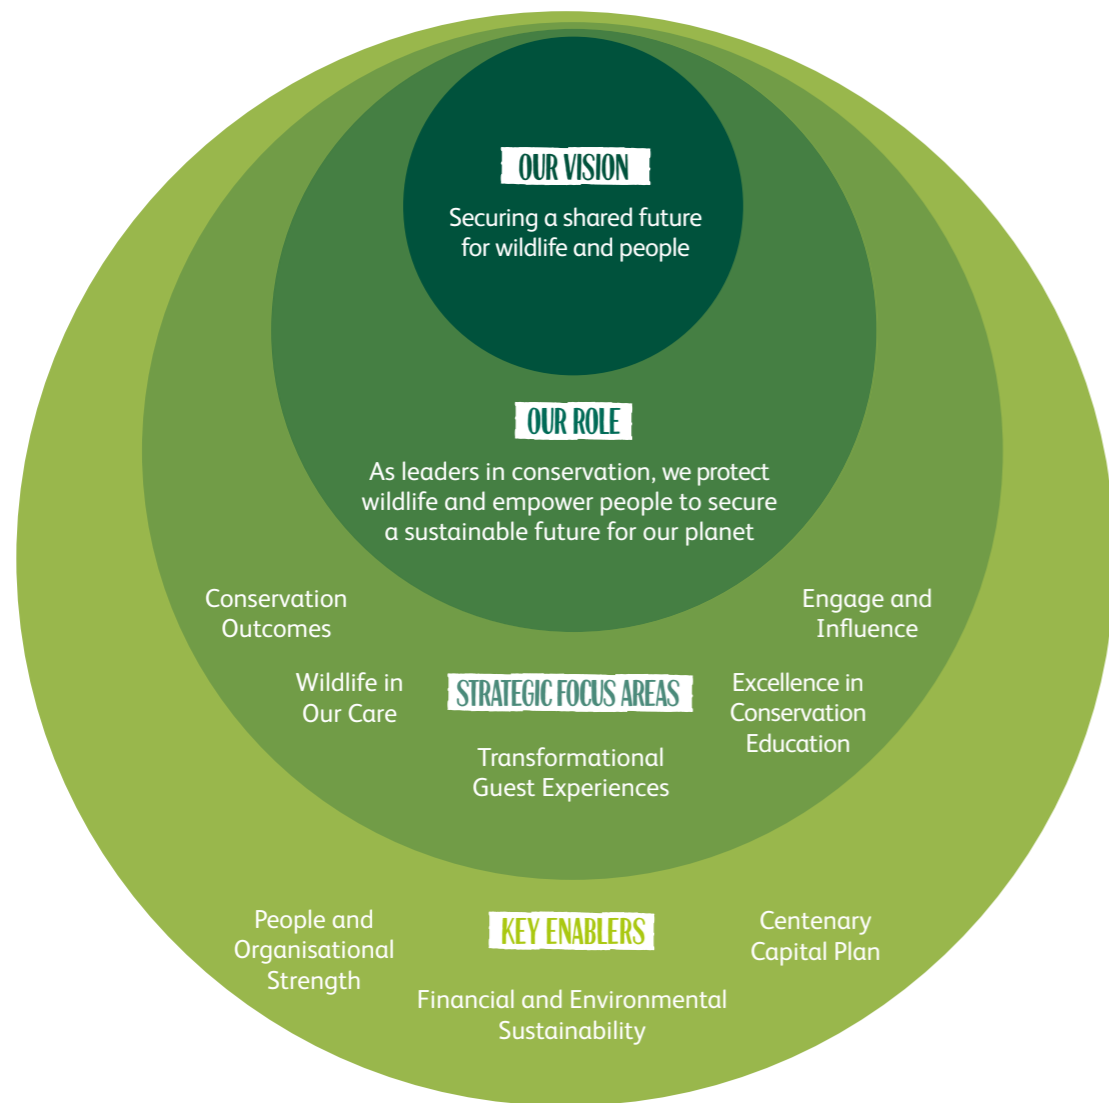 OUR VISION
Securing a shared future
for wildlife and people
OUR ROLE
As leaders in conservation, we protect
wildlife and empower people to secure
a sustainable future for our planet
Conservation
Outcomes
Engage and
Influence
Wildlife in
Our Care
STRATEGIC FOCUS AREAS
Excellence in
Conservation
Education
Transformational
Guest Experiences
People and
Organisational
Strength
KEY ENABLERS
Centenary
Capital Plan
Financial and Environmental
Sustainability